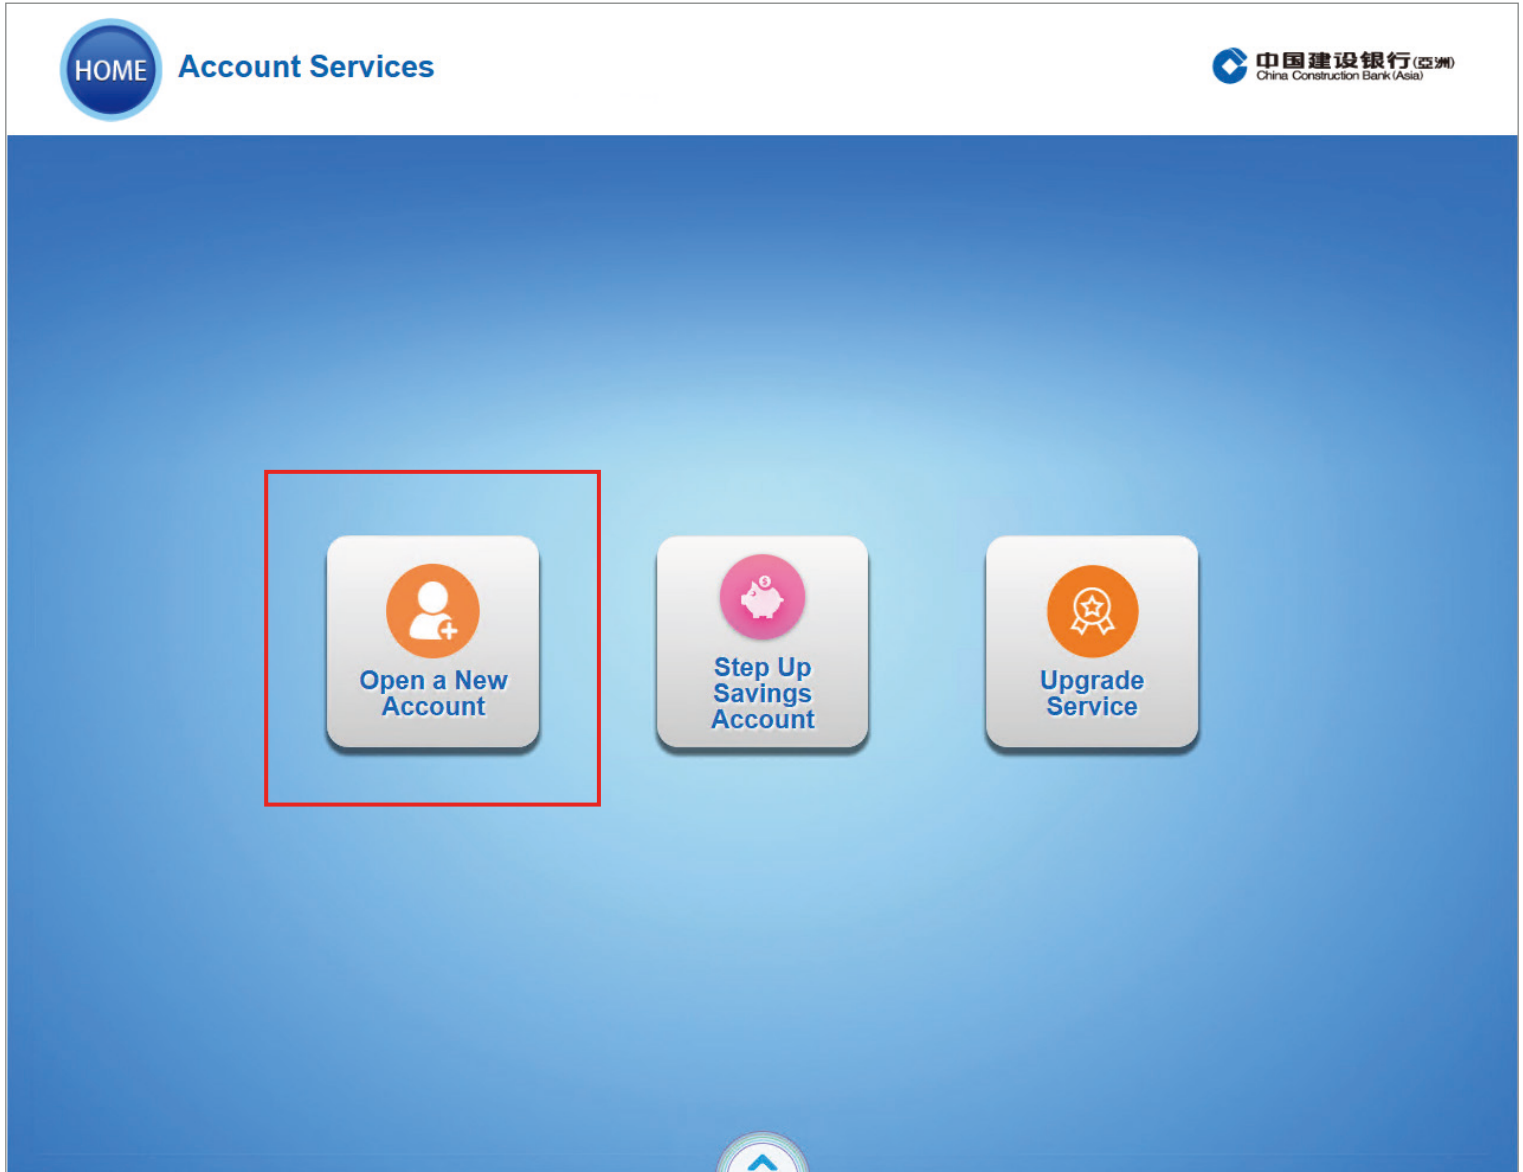 HOME
Account Services
中国建设银行(亞洲)
China Construction Bank (Asia)
Open a New
Account
$
Step Up
Savings
Account
Upgrade
Service